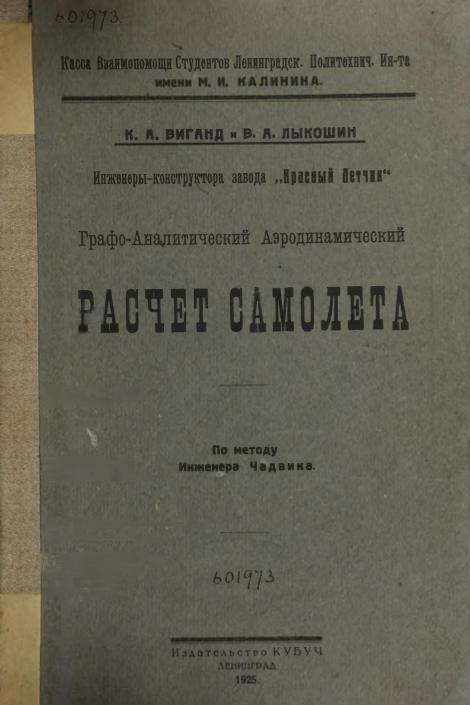 601973.
Касса Взаимопомощи Студентов Ленинградск. Политехнич. Ин-та
имени М. И. КАЛИНИНА.
К. А. ВИГАНД и В. А. ЛЫКОШИН
Инженеры-конструктора завода „Красный Летчик“
Графо-Аналитический Аэродинамический
РАСЧЕТ САМОЛЕТА
По методу
Инженера Чадвика.
601973
Издательство КУБУЧ
ЛЕНИНГРАД
1925.